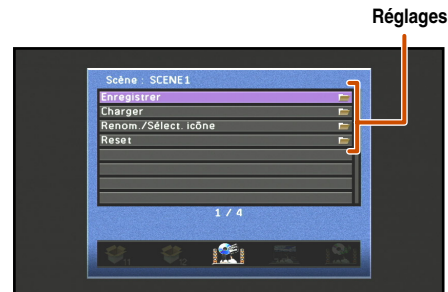 Réglages
Scène : SCENE1
Enregistrer
Charger
Renom./Sélect. icône
Reset
1 / 4